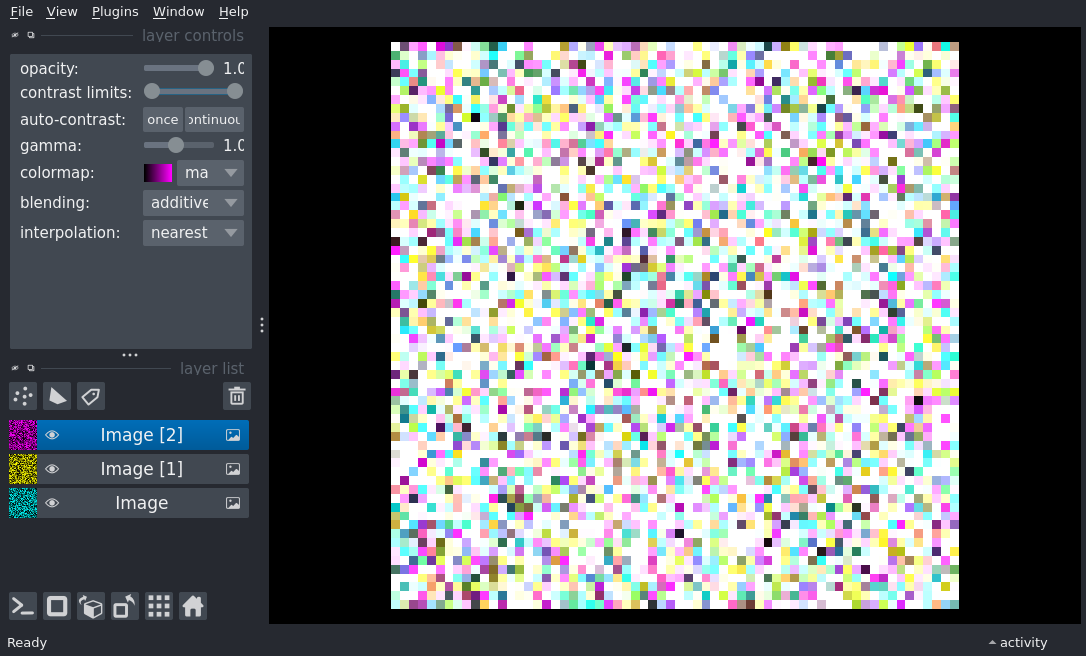 File View Plugins Window Help
layer controls
opacity: 1.0
contrast limits:
auto-contrast: once ontinuou
gamma: 1.0
colormap: ma
blending: additive
interpolation: nearest
layer list
Image [2]
Image [1]
Image
Ready
activity